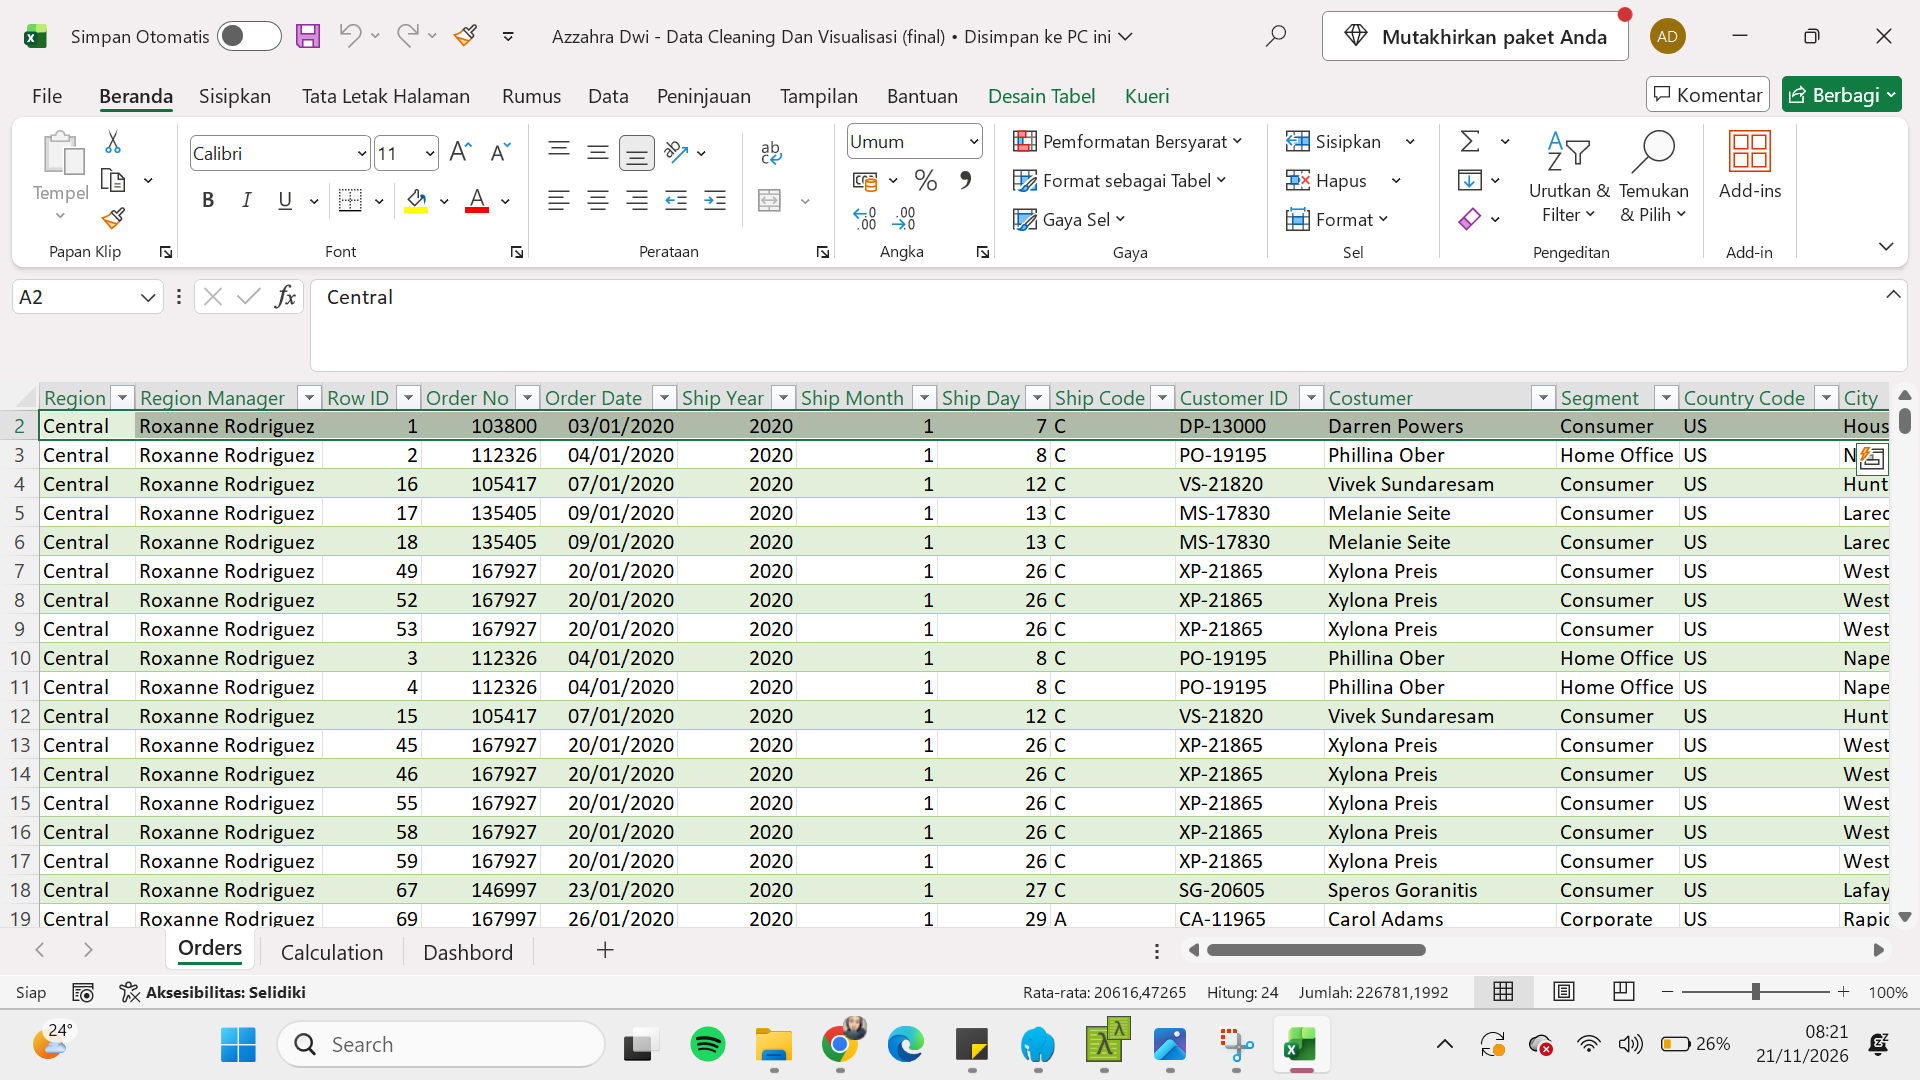 Simpan Otomatis
Azzahra Dwi - Data Cleaning Dan Visualisasi (final) • Disimpan ke PC ini
Mutakhirkan paket Anda
AD
File Beranda Sisipkan Tata Letak Halaman Rumus Data Peninjauan Tampilan Bantuan Desain Tabel Kueri Komentar Berbagi
Tempel
Papan Klip
Calibri 11
B I U
Font
Perataan
Umum
Angka
Pemformatan Bersyarat
Format sebagai Tabel
Gaya Sel
Gaya
Sisipkan
Hapus
Format
Sel
Urutkan & Filter
Temukan & Pilih
Pengeditan
Add-ins
Add-in
A2 fx Central
Region Region Manager Row ID Order No Order Date Ship Year Ship Month Ship Day Ship Code Customer ID Costumer Segment Country Code City
2 Central Roxanne Rodriguez 1 103800 03/01/2020 2020 1 7 C DP-13000 Darren Powers Consumer US Hous
3 Central Roxanne Rodriguez 2 112326 04/01/2020 2020 1 8 C PO-19195 Phillina Ober Home Office US N
4 Central Roxanne Rodriguez 16 105417 07/01/2020 2020 1 12 C VS-21820 Vivek Sundaresam Consumer US Hunt
5 Central Roxanne Rodriguez 17 135405 09/01/2020 2020 1 13 C MS-17830 Melanie Seite Consumer US Lared
6 Central Roxanne Rodriguez 18 135405 09/01/2020 2020 1 13 C MS-17830 Melanie Seite Consumer US Lared
7 Central Roxanne Rodriguez 49 167927 20/01/2020 2020 1 26 C XP-21865 Xylona Preis Consumer US West
8 Central Roxanne Rodriguez 52 167927 20/01/2020 2020 1 26 C XP-21865 Xylona Preis Consumer US West
9 Central Roxanne Rodriguez 53 167927 20/01/2020 2020 1 26 C XP-21865 Xylona Preis Consumer US West
10 Central Roxanne Rodriguez 3 112326 04/01/2020 2020 1 8 C PO-19195 Phillina Ober Home Office US Nape
11 Central Roxanne Rodriguez 4 112326 04/01/2020 2020 1 8 C PO-19195 Phillina Ober Home Office US Nape
12 Central Roxanne Rodriguez 15 105417 07/01/2020 2020 1 12 C VS-21820 Vivek Sundaresam Consumer US Hunt
13 Central Roxanne Rodriguez 45 167927 20/01/2020 2020 1 26 C XP-21865 Xylona Preis Consumer US West
14 Central Roxanne Rodriguez 46 167927 20/01/2020 2020 1 26 C XP-21865 Xylona Preis Consumer US West
15 Central Roxanne Rodriguez 55 167927 20/01/2020 2020 1 26 C XP-21865 Xylona Preis Consumer US West
16 Central Roxanne Rodriguez 58 167927 20/01/2020 2020 1 26 C XP-21865 Xylona Preis Consumer US West
17 Central Roxanne Rodriguez 59 167927 20/01/2020 2020 1 26 C XP-21865 Xylona Preis Consumer US West
18 Central Roxanne Rodriguez 67 146997 23/01/2020 2020 1 27 C SG-20605 Speros Goranitis Consumer US Lafay
19 Central Roxanne Rodriguez 69 167997 26/01/2020 2020 1 29 A CA-11965 Carol Adams Corporate US Rapid
Orders Calculation Dashbord
Siap Aksesibilitas: Selidiki Rata-rata: 20616,47265 Hitung: 24 Jumlah: 226781,1992 100%
24° Search 26% 08:21
21/11/2026